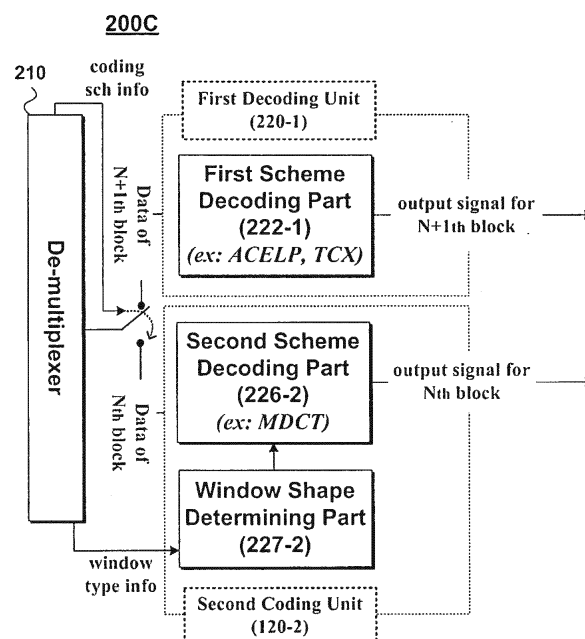 200C
210
coding
sch info
De-multiplexer
Data of
N+1th block
Data of
Nth block
window
type info
First Decoding Unit
(220-1)
First Scheme
Decoding Part
(222-1)
(ex: ACELP, TCX)
output signal for
N+1th block
Second Scheme
Decoding Part
(226-2)
(ex: MDCT)
output signal for
Nth block
Window Shape
Determining Part
(227-2)
Second Coding Unit
(120-2)